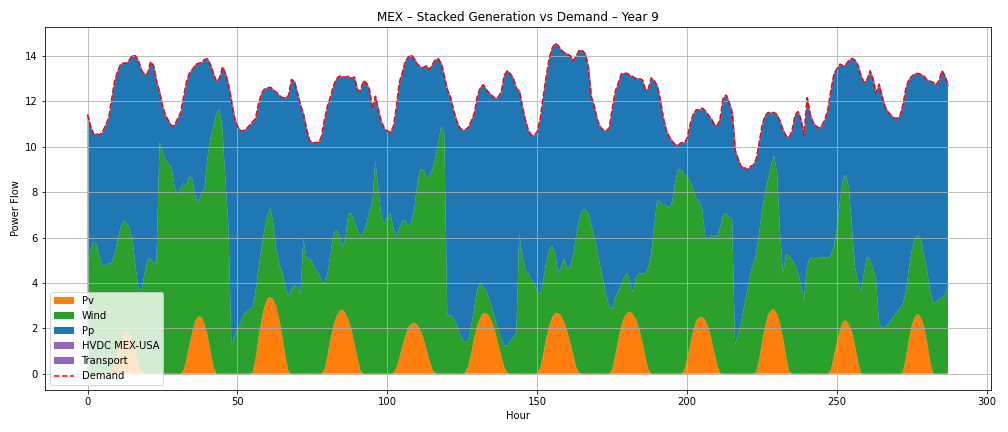 MEX – Stacked Generation vs Demand – Year 9
Power Flow
14
12
10
8
6
4
2
0
Pv
Wind
Pp
HVDC MEX-USA
Transport
Demand
0 50 100 150 200 250 300
Hour